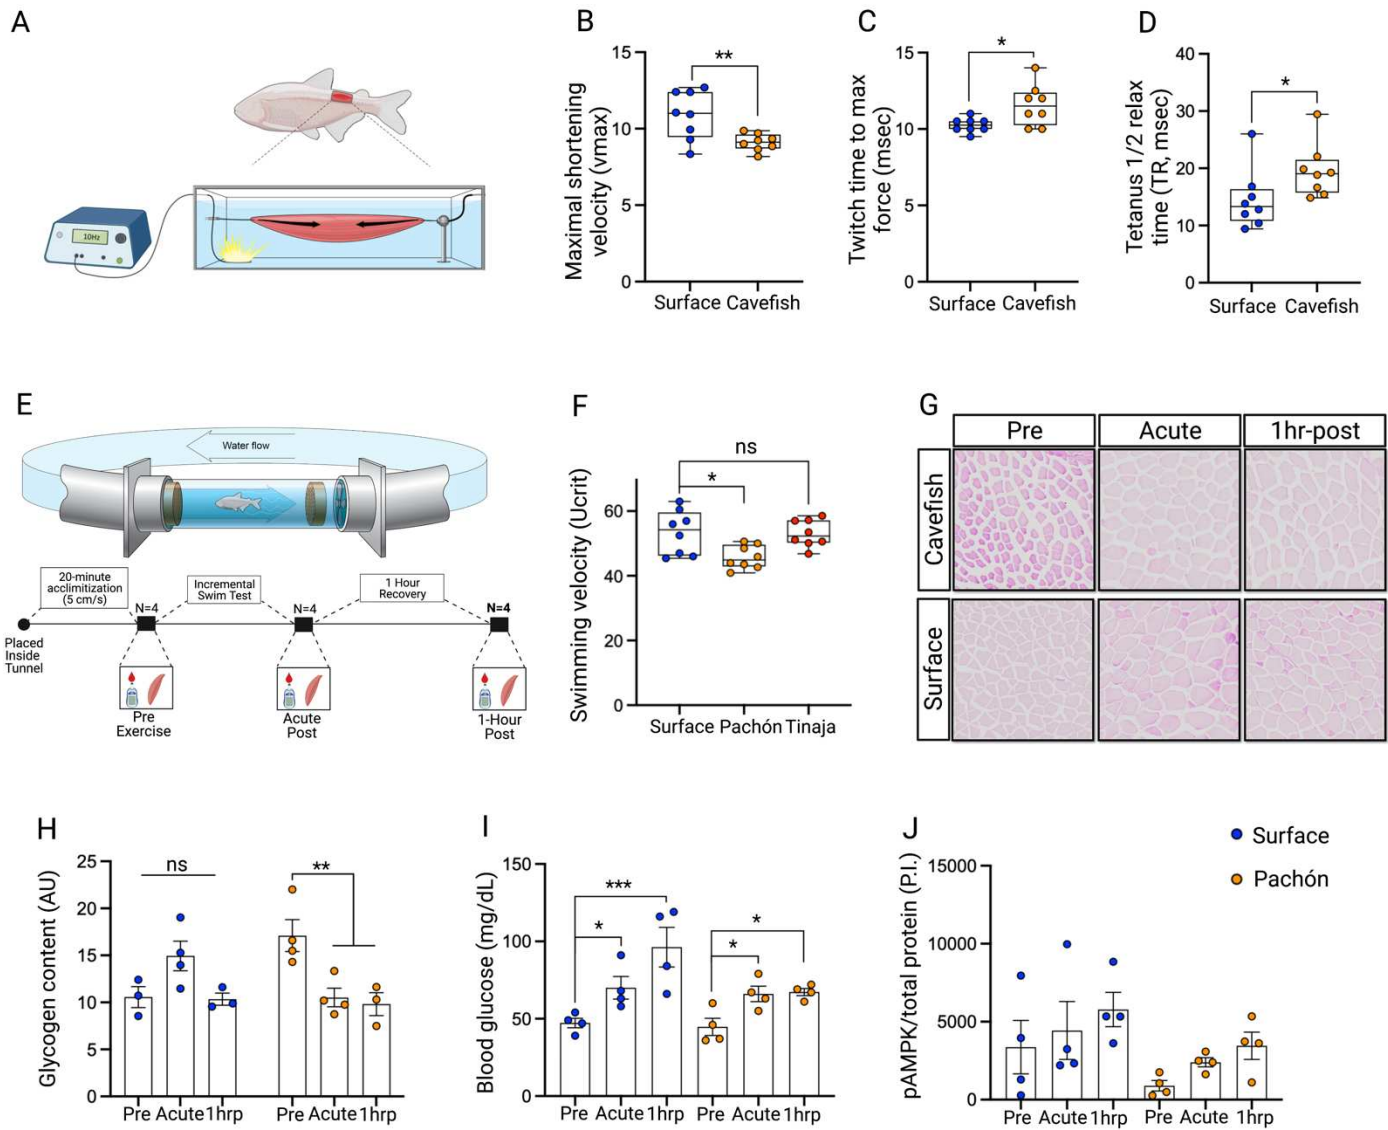 A
10Hz
B
Maximal shortening
velocity (vmax)
15
10
5
0
**
Surface Cavefish
C
Twitch time to max
force (msec)
15
10
5
0
*
Surface Cavefish
D
Tetanus 1/2 relax
time (TR, msec)
40
30
20
10
0
*
Surface Cavefish
E
Water flow
20-minute
acclimitization
(5 cm/s)
Incremental
Swim Test
1 Hour
Recovery
N=4
N=4
N=4
Placed
Inside
Tunnel
Pre
Exercise
Acute
Post
1-Hour
Post
F
Swimming velocity (Ucrit)
60
40
20
0
ns
*
Surface Pachón Tinaja
G
Pre
Acute
1hr-post
Cavefish
Surface
H
Glycogen content (AU)
25
20
15
10
5
0
ns
**
Pre Acute 1hrp Pre Acute 1hrp
I
Blood glucose (mg/dL)
150
100
50
0
***
*
*
*
Pre Acute 1hrp Pre Acute 1hrp
J
pAMPK/total protein (P.I.)
15000
10000
5000
0
Pre Acute 1hrp Pre Acute 1hrp
Surface
Pachón